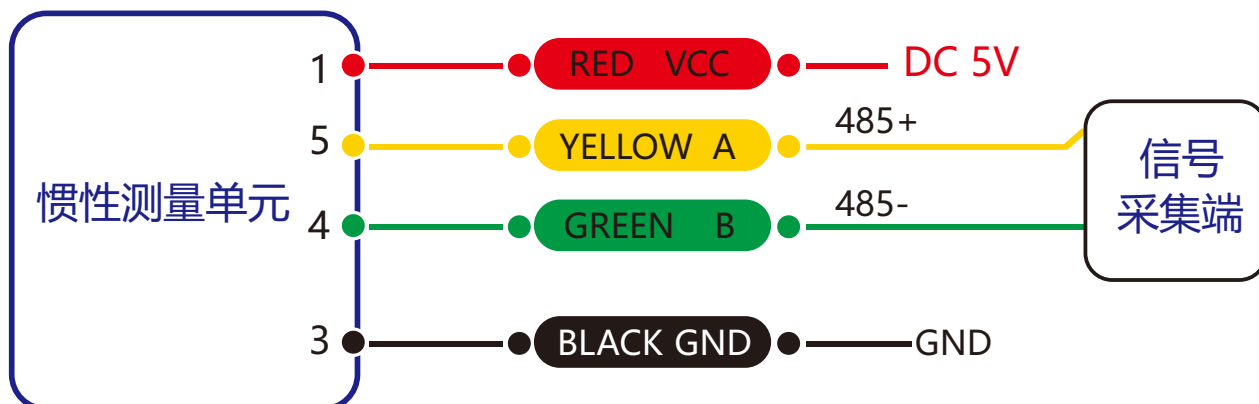 惯性测量单元
1 RED VCC DC 5V
5 YELLOW A 485+
4 GREEN B 485-
3 BLACK GND GND
信号
采集端